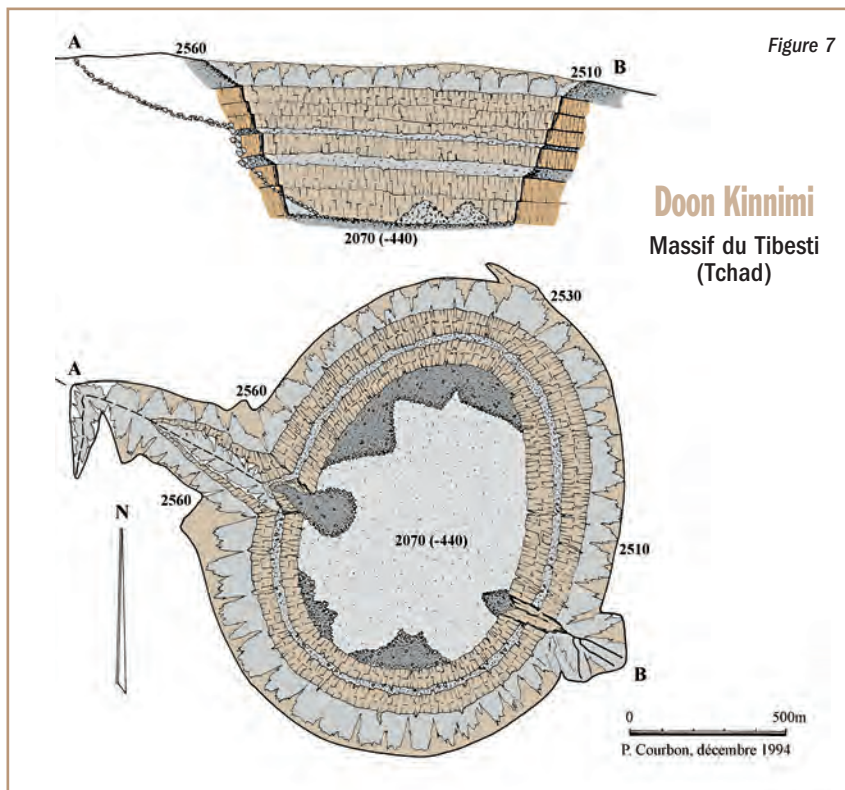 Figure 7
A
2560
2510
B
Doon Kinnimi
Massif du Tibesti
(Tchad)
2070 (-440)
2530
A
2560
2560
N
2070 (-440)
2510
B
0 500m
P. Courbon, décembre 1994